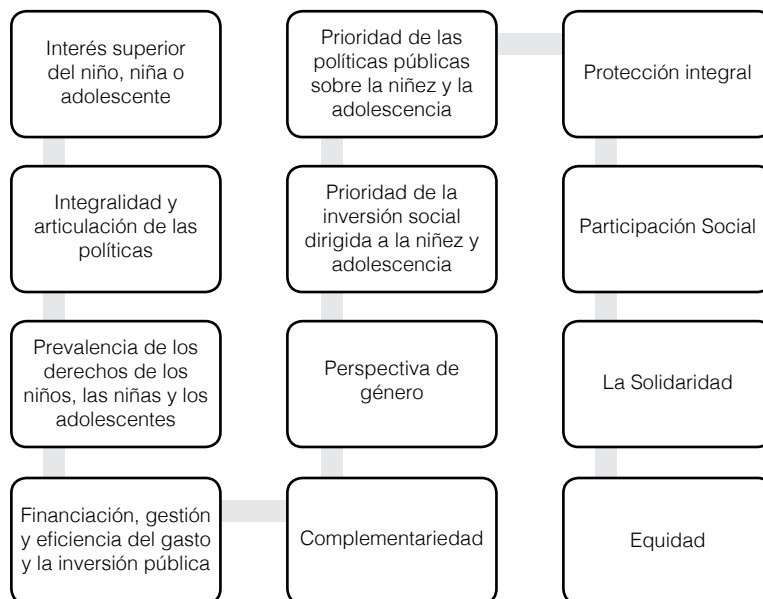 Interés superior
del niño, niña o
adolescente
Integralidad y
articulación de las
políticas
Prevalencia de los
derechos de los
niños, las niñas y los
adolescentes
Financiación, gestión
y eficiencia del gasto
y la inversión pública
Complementariedad
Perspectiva de
género
Prioridad de la
inversión social
dirigida a la niñez y
adolescencia
Prioridad de las
políticas públicas
sobre la niñez y la
adolescencia
Protección integral
Participación Social
La Solidaridad
Equidad